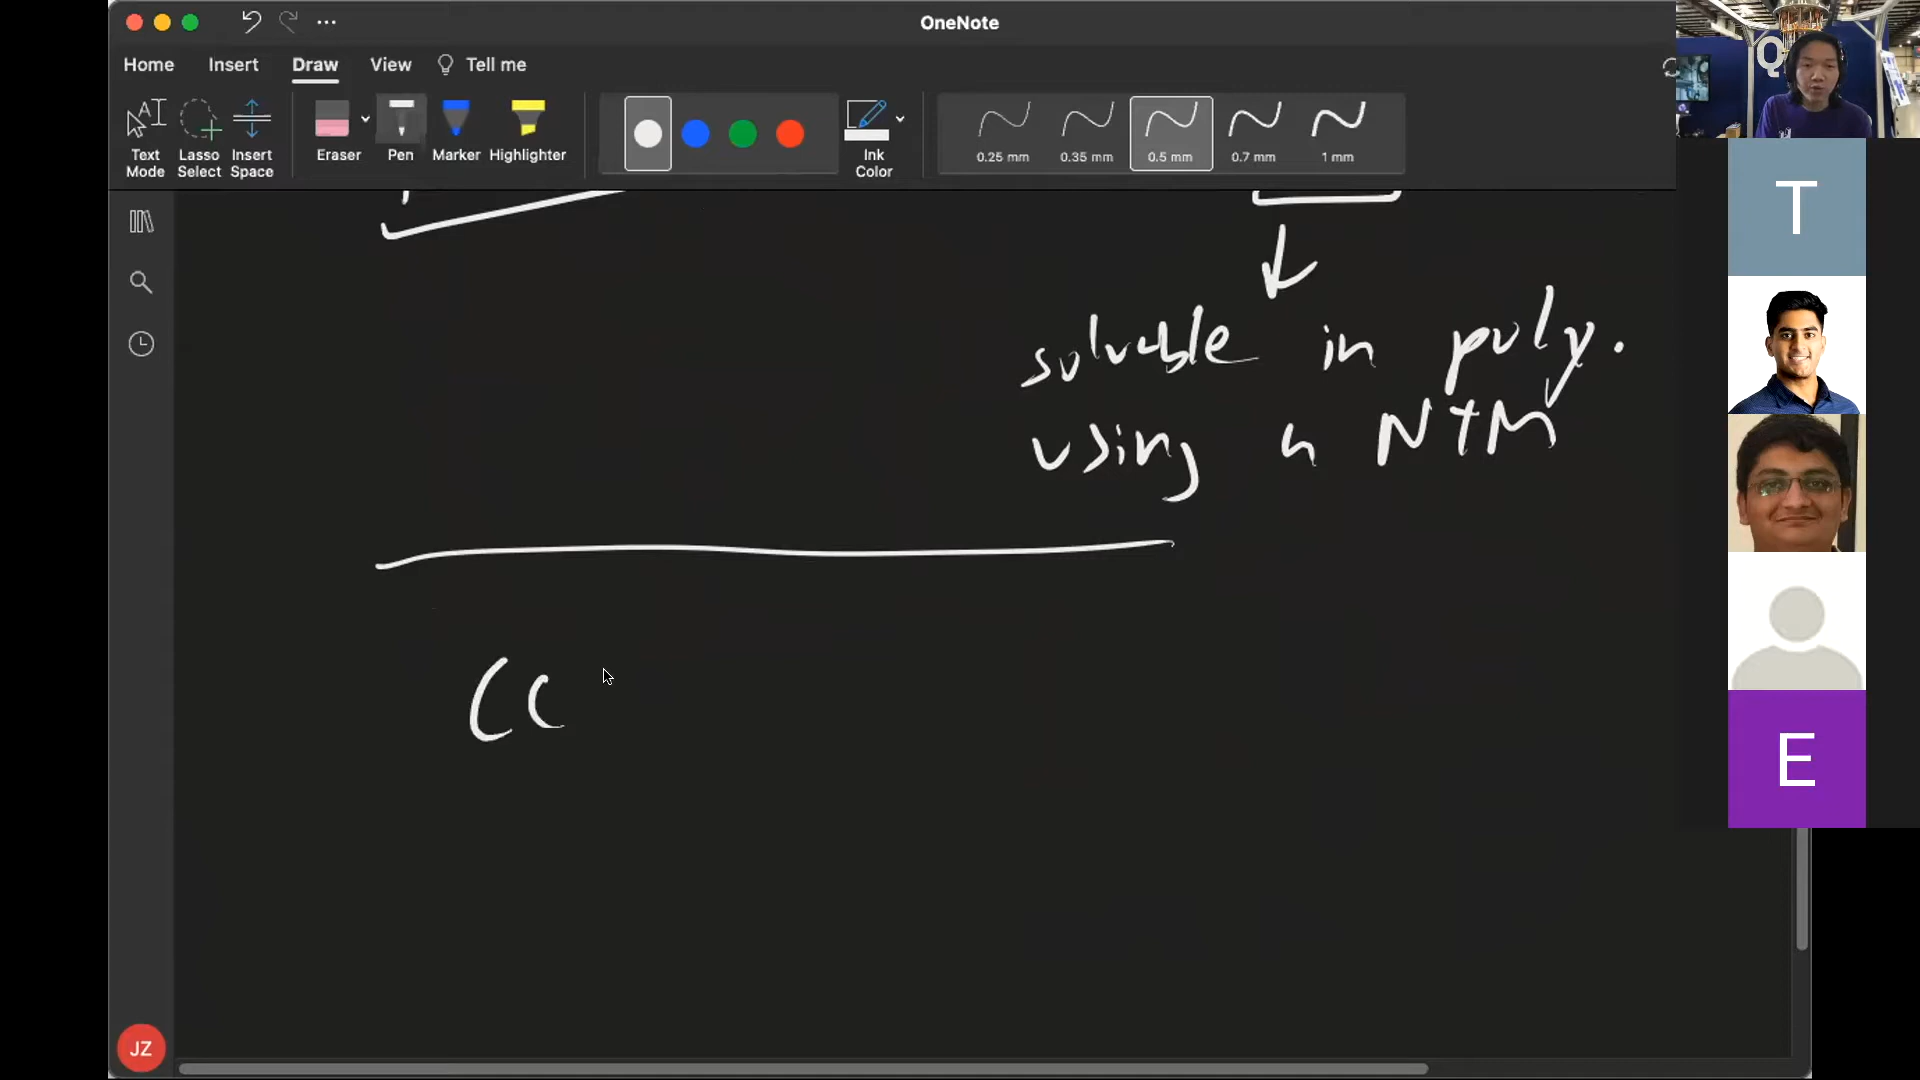 OneNote
Home Insert Draw View Tell me
Text Mode
Lasso Select
Insert Space
Eraser
Pen
Marker
Highlighter
Ink Color
0.25 mm
0.35 mm
0.5 mm
0.7 mm
1 mm
Q
T
solvable in poly.
using a NTM
E
JZ